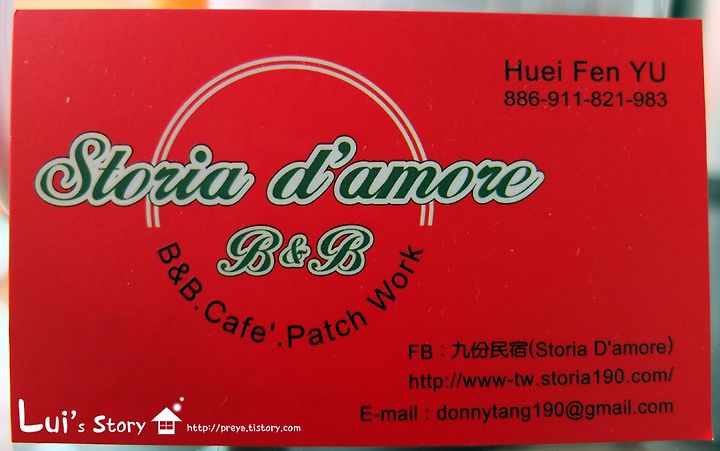 Huei Fen YU
886-911-821-983
Storia d'amore
B&B
B&B.Cafe'.Patch Work
FB : 九份民宿(Storia D'amore)
http://www-tw.storia190.com/
E-mail : donnytang190@gmail.com
Lui's Story http://preya.tistory.com